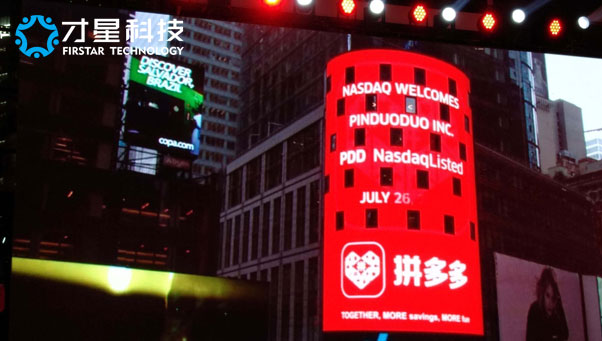 才星科技
FIRSTAR TECHNOLOGY
DISCOVER
SALVADOR,
BRAZIL
copa.com
NASDAQ WELCOMES
PINDUODUO INC.
PDD NasdaqListed
JULY 26
拼多多
TOGETHER, MORE savings, MORE fun